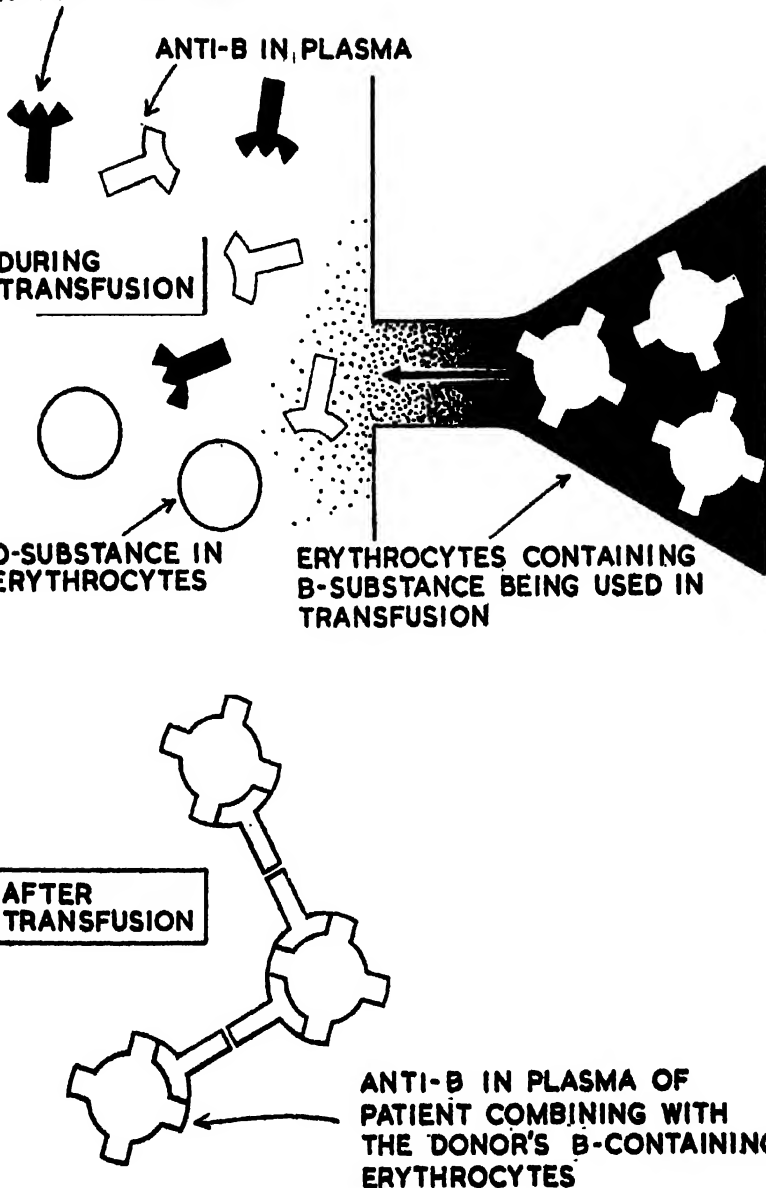 ANTI-B IN PLASMA
DURING
TRANSFUSION
O-SUBSTANCE IN
ERYTHROCYTES
ERYTHROCYTES CONTAINING
B-SUBSTANCE BEING USED IN
TRANSFUSION
AFTER
TRANSFUSION
ANTI-B IN PLASMA OF
PATIENT COMBINING WITH
THE DONOR'S B-CONTAINING
ERYTHROCYTES